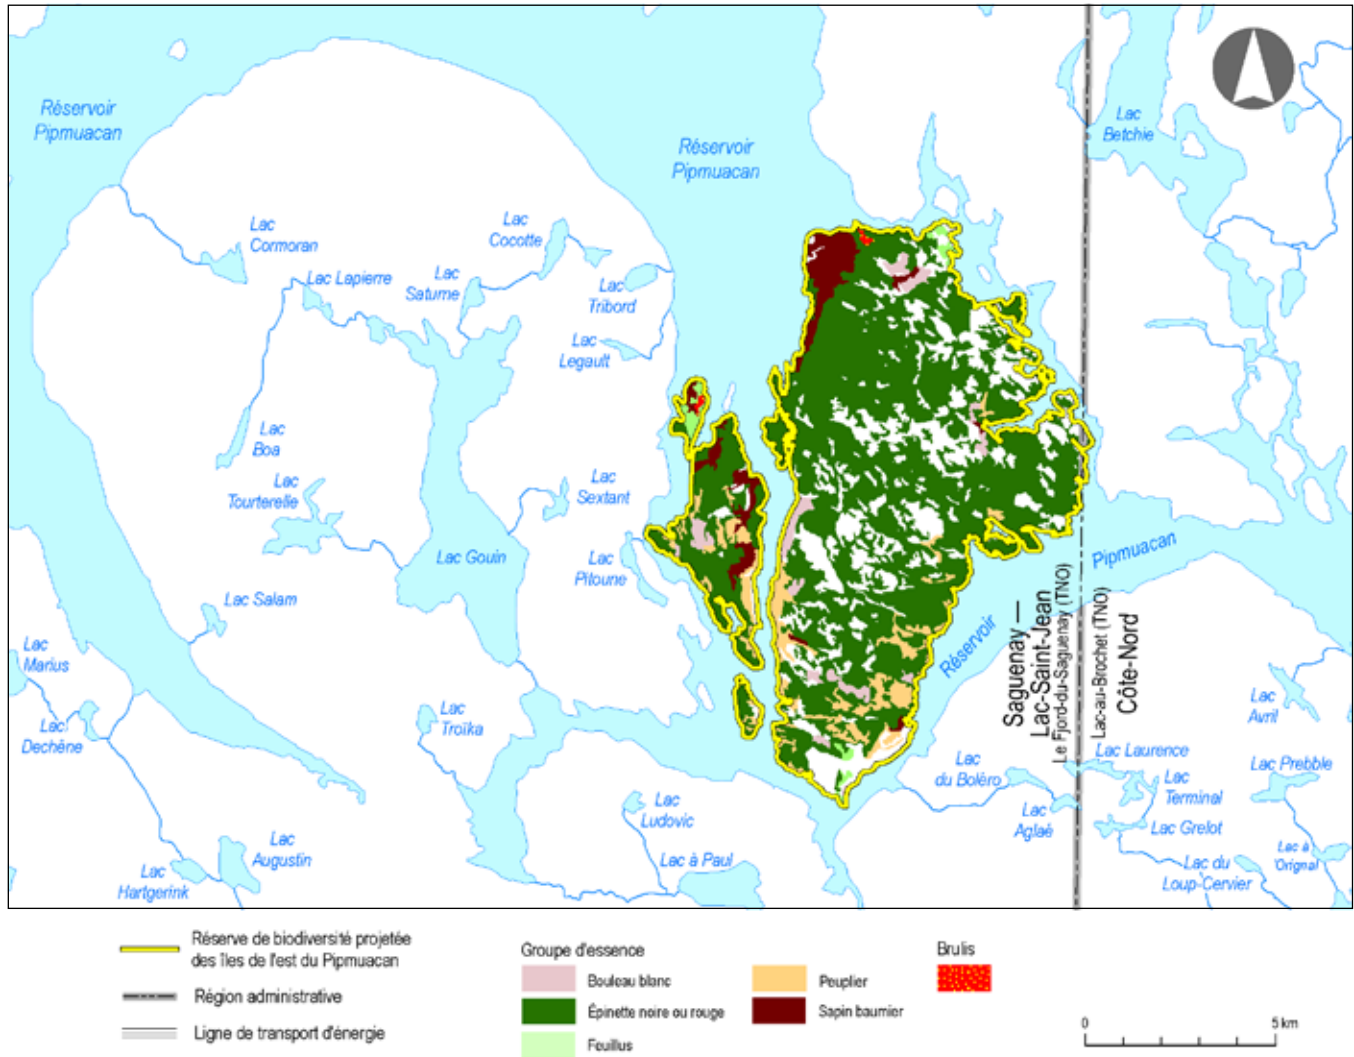 Réservoir
Pipmuacan
Réservoir
Pipmuacan
Lac
Betchie
Lac
Cormoran
Lac
Cocotte
Lac Lapierre
Lac
Saturne
Lac
Tribord
Lac
Legault
Lac
Boa
Lac
Tourterelle
Lac
Sextant
Lac Gouin
Lac
Pitoune
Pipmuacan
Réservoir
Lac Salam
Lac
Marius
Lac
Dechêne
Lac
Troïka
Saguenay —
Lac-Saint-Jean
Le Fjord-du-Saguenay (TNO)
Lac-au-Brochet (TNO)
Côte-Nord
Lac
Avril
Lac Laurence
Lac Prebble
Lac
du Boléro
Lac
Terminal
Lac
Aglaé
Lac Grelot
Lac
Ludovic
Lac à Paul
Lac
Augustin
Lac
Hartgerink
Lac du
Loup-Cervier
Lac à
'Orignal
Réserve de biodiversité projetée
des îles de l'est du Pipmuacan
Région administrative
Ligne de transport d'énergie
Groupe d'essence
Bouleau blanc
Épinette noire ou rouge
Feuillus
Peuplier
Sapin baumier
Brulis
0 5 km